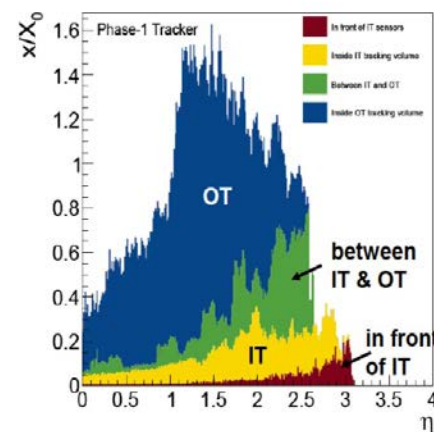 x/X0
Phase-1 Tracker
In front of IT sensors
Inside IT tracking volume
Between IT and OT
Inside OT tracking volume
1.6
1.4
1.2
1
0.8
0.6
0.4
0.2
0
OT
between
IT & OT
IT
in front
of IT
0 0.5 1 1.5 2 2.5 3 3.5 4
η